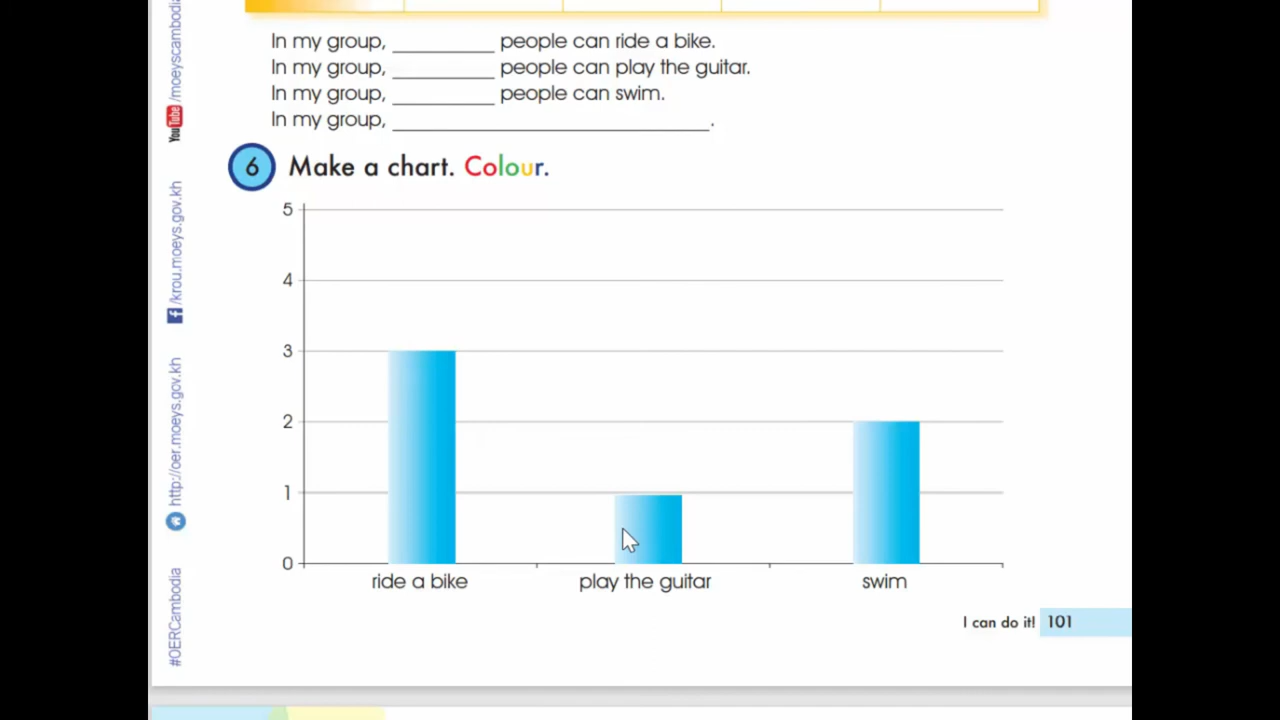 In my group, __________ people can ride a bike.
In my group, __________ people can play the guitar.
In my group, __________ people can swim.
In my group, ______________________________.
6 Make a chart. Colour.
5
4
3
2
1
0
ride a bike play the guitar swim
I can do it! 101
YouTube /moeyscambodia
f /krou.moeys.gov.kh
http://oer.moeys.gov.kh
#OERCambodia